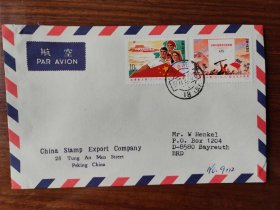 航空
PAR AVION
China Stamp Export Company
28 Tung An Men Street
Peking China
Mr. W Henkel
P.O. Box 1204
D-8580 Bayreuth
BRD